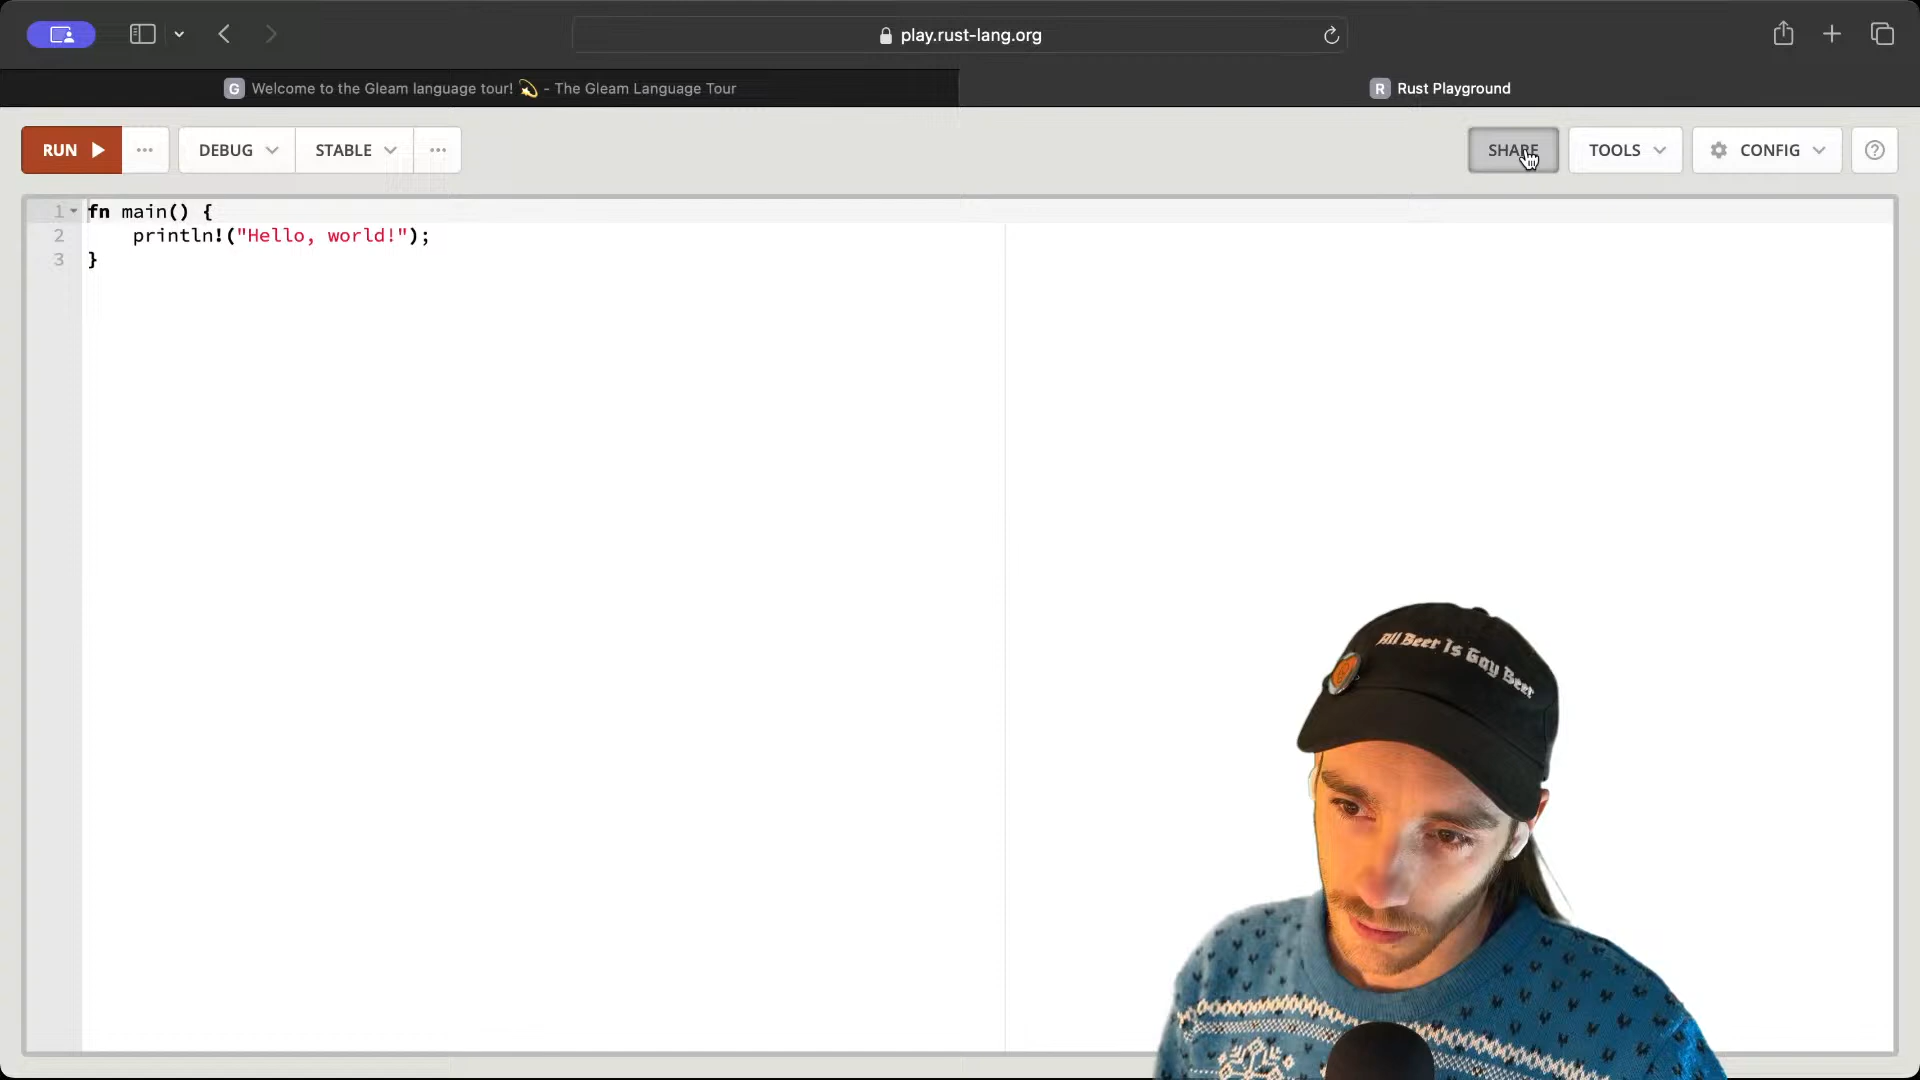 play.rust-lang.org
G Welcome to the Gleam language tour! 💫 - The Gleam Language Tour
R Rust Playground
RUN ▶ ··· DEBUG STABLE ··· SHARE TOOLS CONFIG ?
1 fn main() {
2 println!("Hello, world!");
3 }
All Beer Is Gay Beer